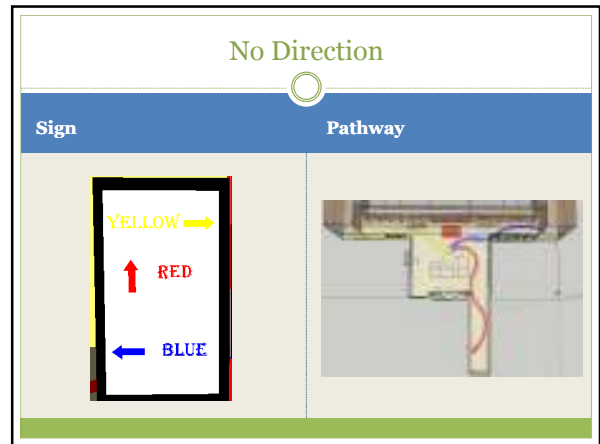 No Direction
Sign
Pathway
YELLOW
RED
BLUE